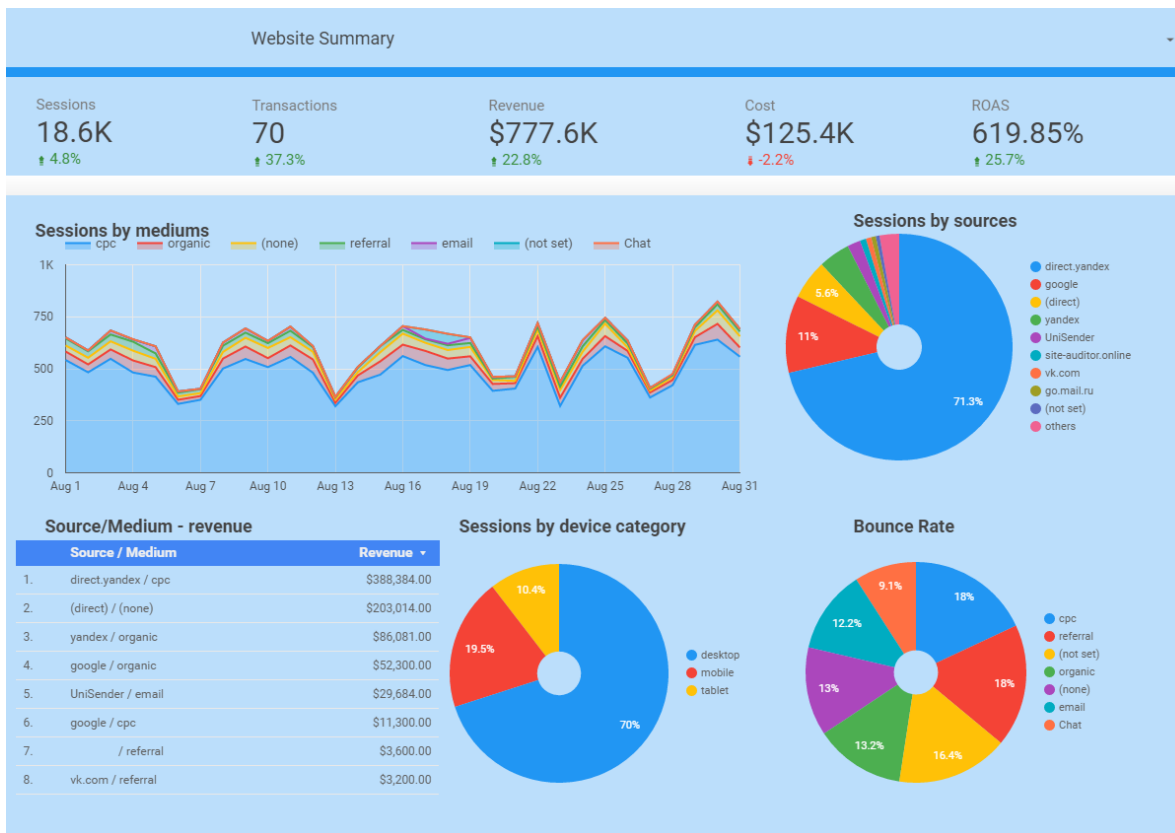 Website Summary
Sessions
18.6K
4.8%
Transactions
70
37.3%
Revenue
$777.6K
22.8%
Cost
$125.4K
-2.2%
ROAS
619.85%
25.7%
Sessions by mediums
cpc organic (none) referral email (not set) Chat
1K
750
500
250
0
Aug 1 Aug 4 Aug 7 Aug 10 Aug 13 Aug 16 Aug 19 Aug 22 Aug 25 Aug 28 Aug 31
Sessions by sources
5.6%
11%
71.3%
direct.yandex
google
(direct)
yandex
UniSender
site-auditor.online
vk.com
go.mail.ru
(not set)
others
Source/Medium - revenue
Source / Medium Revenue
1. direct.yandex / cpc $388,384.00
2. (direct) / (none) $203,014.00
3. yandex / organic $86,081.00
4. google / organic $52,300.00
5. UniSender / email $29,684.00
6. google / cpc $11,300.00
7. / referral $3,600.00
8. vk.com / referral $3,200.00
Sessions by device category
10.4%
19.5%
70%
desktop
mobile
tablet
Bounce Rate
9.1%
18%
12.2%
13%
18%
13.2%
16.4%
cpc
referral
(not set)
organic
(none)
email
Chat